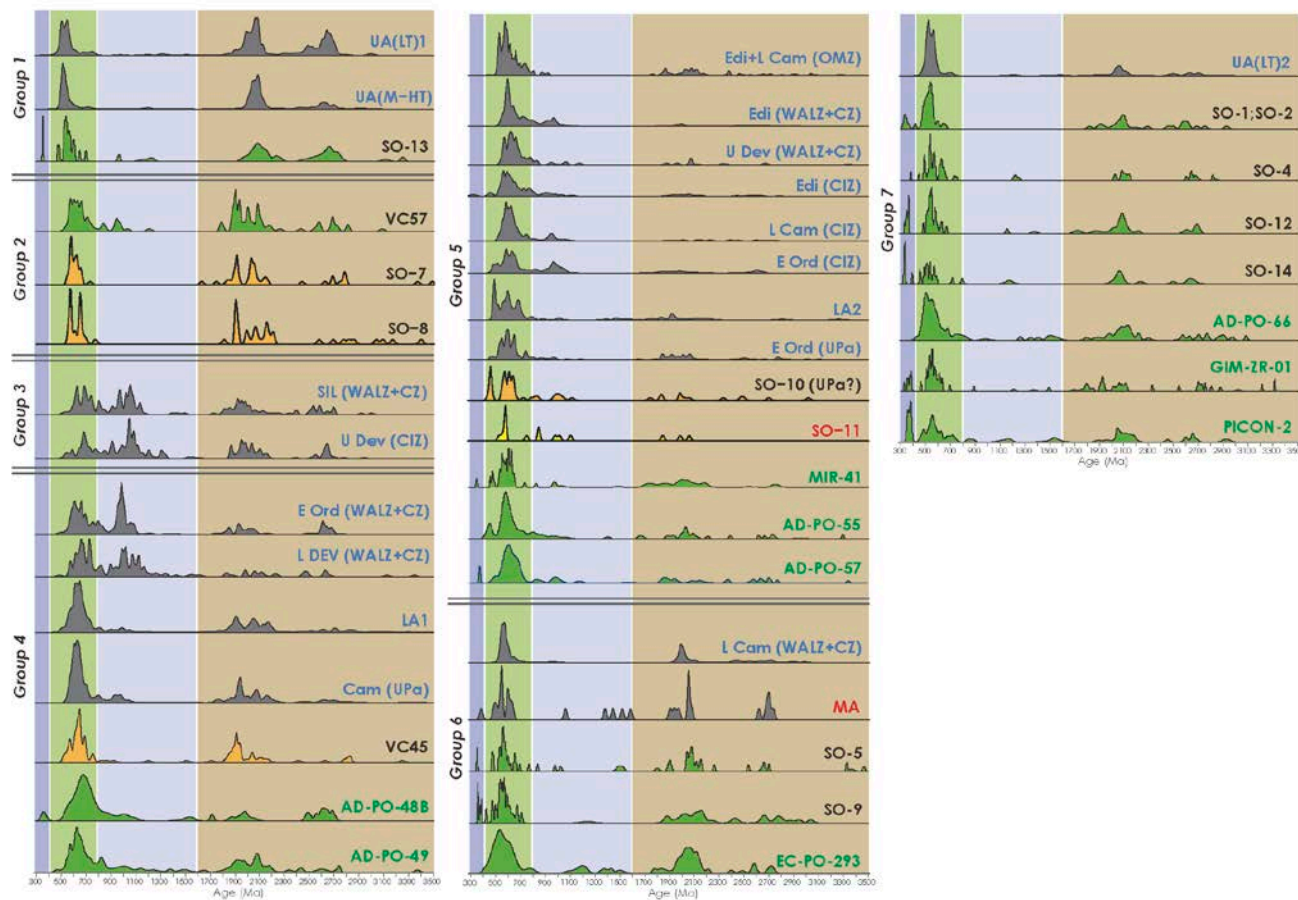 Group 1
UA(LT)1
UA(M-HT)
SO-13
Group 2
VC57
SO-7
SO-8
Group 3
SIL (WALZ+CZ)
U Dev (CIZ)
Group 4
E Ord (WALZ+CZ)
L DEV (WALZ+CZ)
LA1
Cam (UPa)
VC45
AD-PO-48B
AD-PO-49
300 500 700 900 1100 1300 1500 1700 1900 2100 2300 2500 2700 2900 3100 3300 3500
Age (Ma)
Group 5
Edi+L Cam (OMZ)
Edi (WALZ+CZ)
U Dev (WALZ+CZ)
Edi (CIZ)
L Cam (CIZ)
E Ord (CIZ)
LA2
E Ord (UPa)
SO-10 (UPa?)
SO-11
MIR-41
AD-PO-55
AD-PO-57
Group 6
L Cam (WALZ+CZ)
MA
SO-5
SO-9
EC-PO-293
300 500 700 900 1100 1300 1500 1700 1900 2100 2300 2500 2700 2900 3100 3300 3500
Age (Ma)
Group 7
UA(LT)2
SO-1;SO-2
SO-4
SO-12
SO-14
AD-PO-66
GIM-ZR-01
PICON-2
300 500 700 900 1100 1300 1500 1700 1900 2100 2300 2500 2700 2900 3100 3300 3500
Age (Ma)